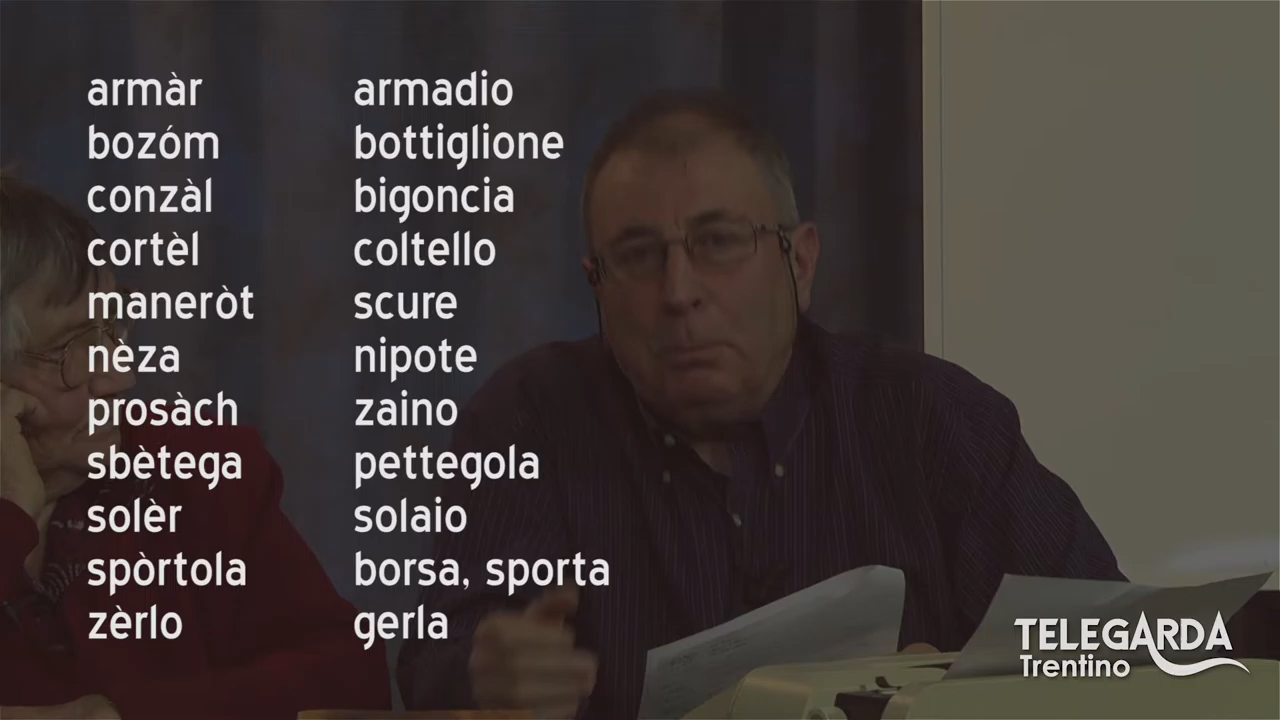 armàr armadio
bozóm bottiglione
conzàl bigoncia
cortèl coltello
maneròt scure
nèza nipote
prosàch zaino
sbètega pettegola
solèr solaio
spòrtola borsa, sporta
zèrlo gerla
TELEGARDA
Trentino